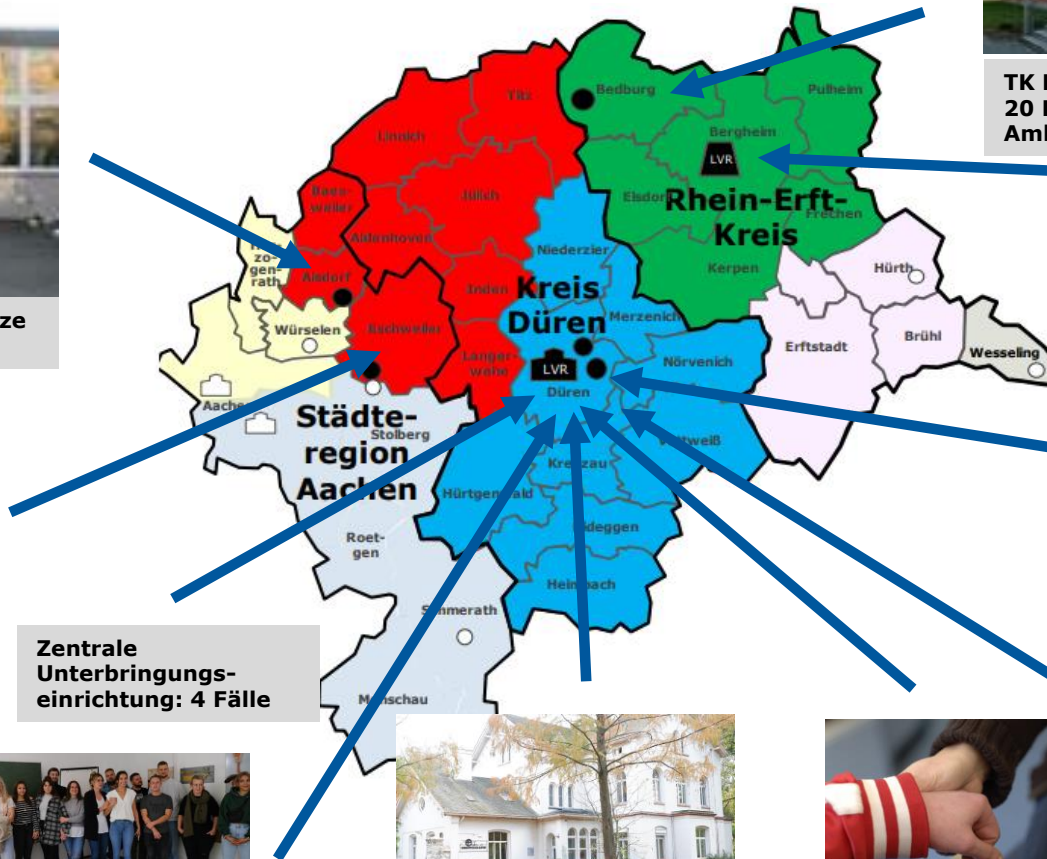 TK
20
Titz
Bedburg
Pulheim
Linnich
Bergheim
LVR
Jülich
Elsdorf
Rhein-Erft-
Kreis
Frechen
Baes-
weiler
Aldenhoven
Niederzier
Kerpen
Hürth
zo-
gen-
rath
Alsdorf
Inden
Kreis
Düren
Merzenich
Würselen
Eschweiler
Erftstadt
Brühl
Wesseling
ze
Langer-
wehe
LVR
Nörvenich
Düren
Aachen
Städte-
region
Aachen
Stolberg
Kreuzau
Vettweiß
Hürtgenwald
Nideggen
Roet-
gen
Heimbach
Simmerath
Zentrale
Unterbringungs-
einrichtung: 4 Fälle
Monschau